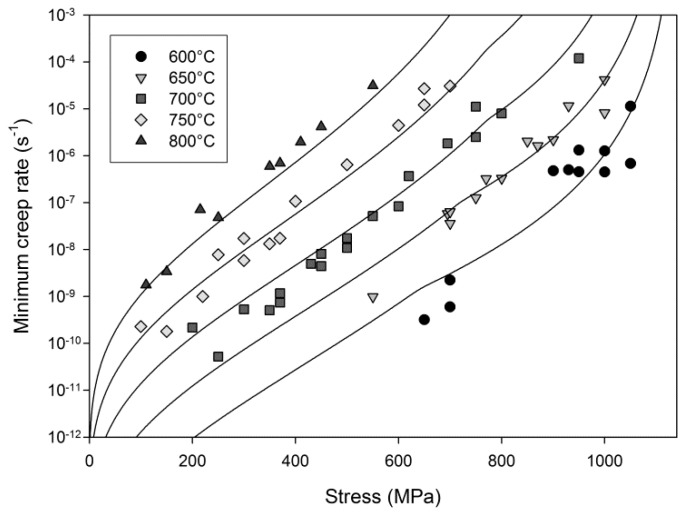 10⁻³
10⁻⁴
10⁻⁵
10⁻⁶
10⁻⁷
10⁻⁸
10⁻⁹
10⁻¹⁰
10⁻¹¹
10⁻¹²
Minimum creep rate (s⁻¹)
600°C
650°C
700°C
750°C
800°C
0 200 400 600 800 1000
Stress (MPa)